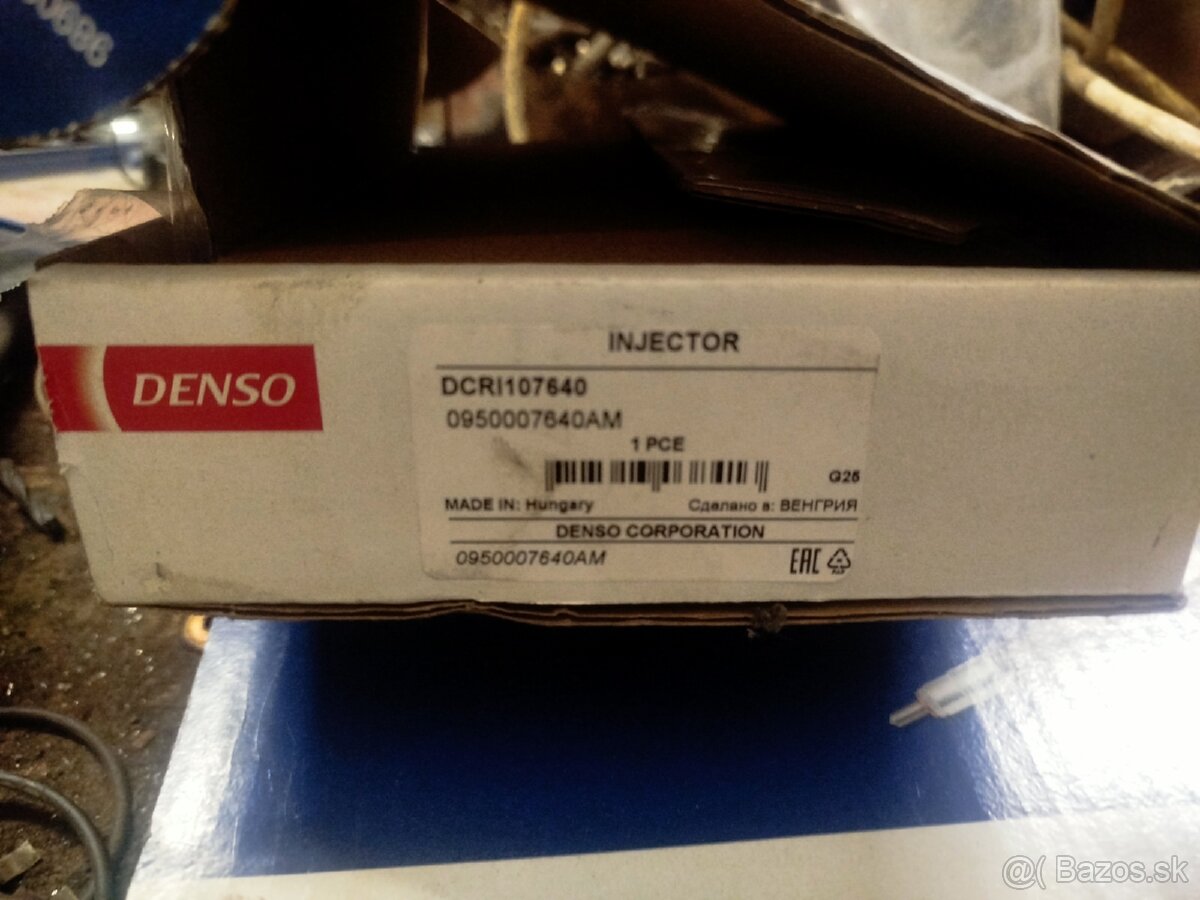 DENSO
INJECTOR
DCRI107640
0950007640AM
1 PCE
G25
MADE IN: Hungary Сделано в: ВЕНГРИЯ
DENSO CORPORATION
0950007640AM
EAC
@( Bazos.sk